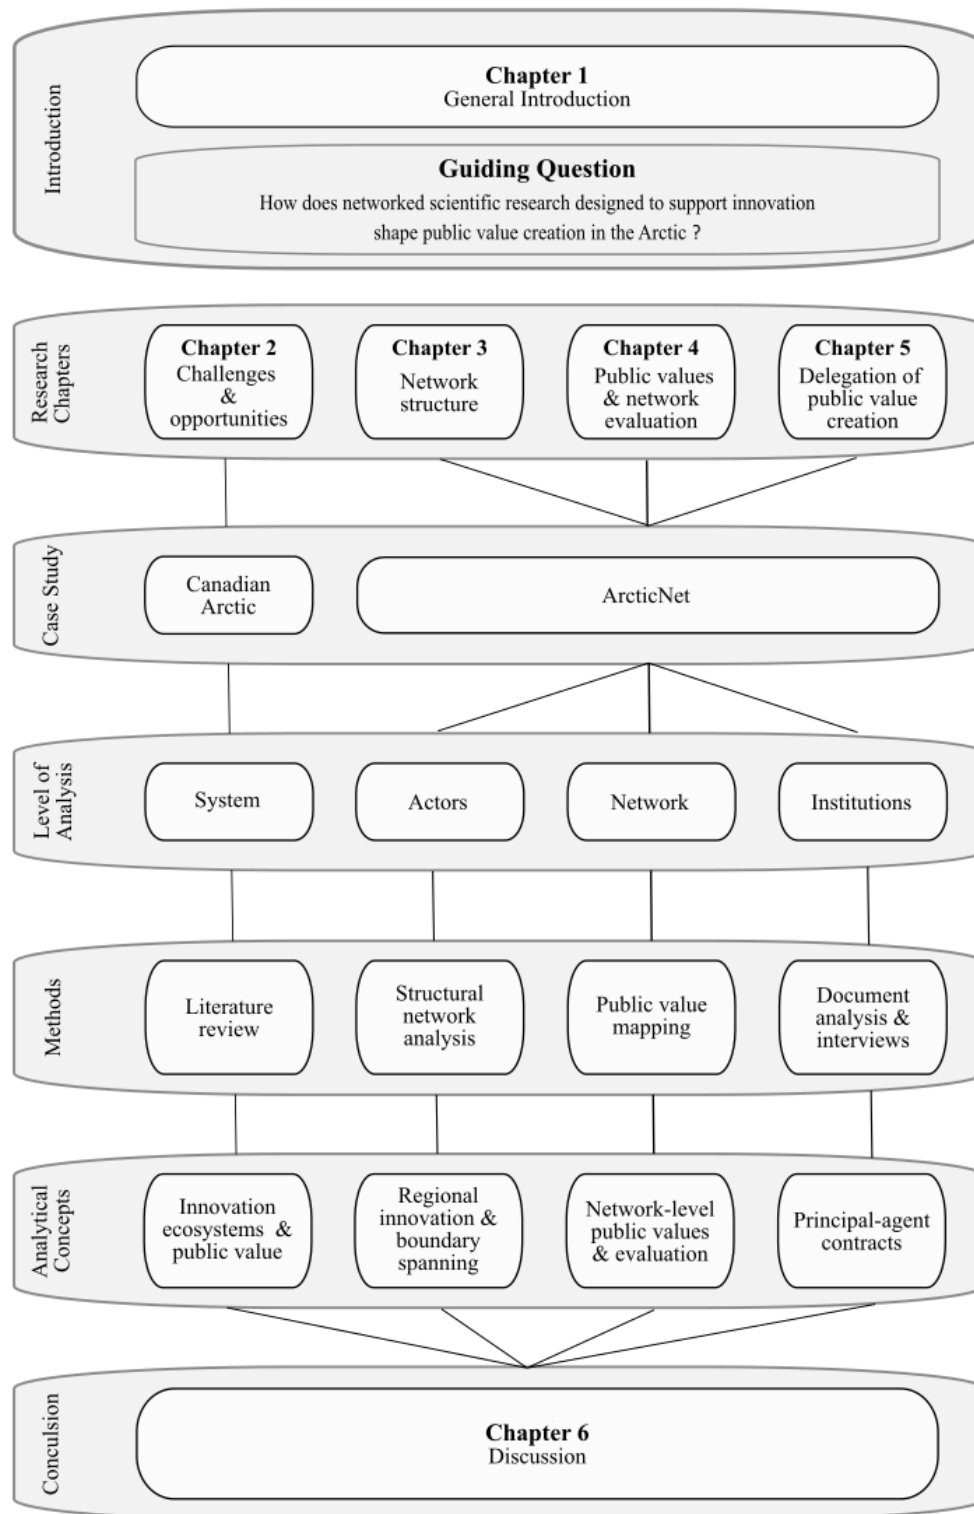 Introduction
Chapter 1
General Introduction
Guiding Question
How does networked scientific research designed to support innovation
shape public value creation in the Arctic ?
Research
Chapters
Chapter 2
Challenges
&
opportunities
Chapter 3
Network
structure
Chapter 4
Public values
& network
evaluation
Chapter 5
Delegation of
public value
creation
Case Study
Canadian
Arctic
ArcticNet
Level of
Analysis
System
Actors
Network
Institutions
Methods
Literature
review
Structural
network
analysis
Public value
mapping
Document
analysis &
interviews
Analytical
Concepts
Innovation
ecosystems &
public value
Regional
innovation &
boundary
spanning
Network-level
public values
& evaluation
Principal-agent
contracts
Conculsion
Chapter 6
Discussion